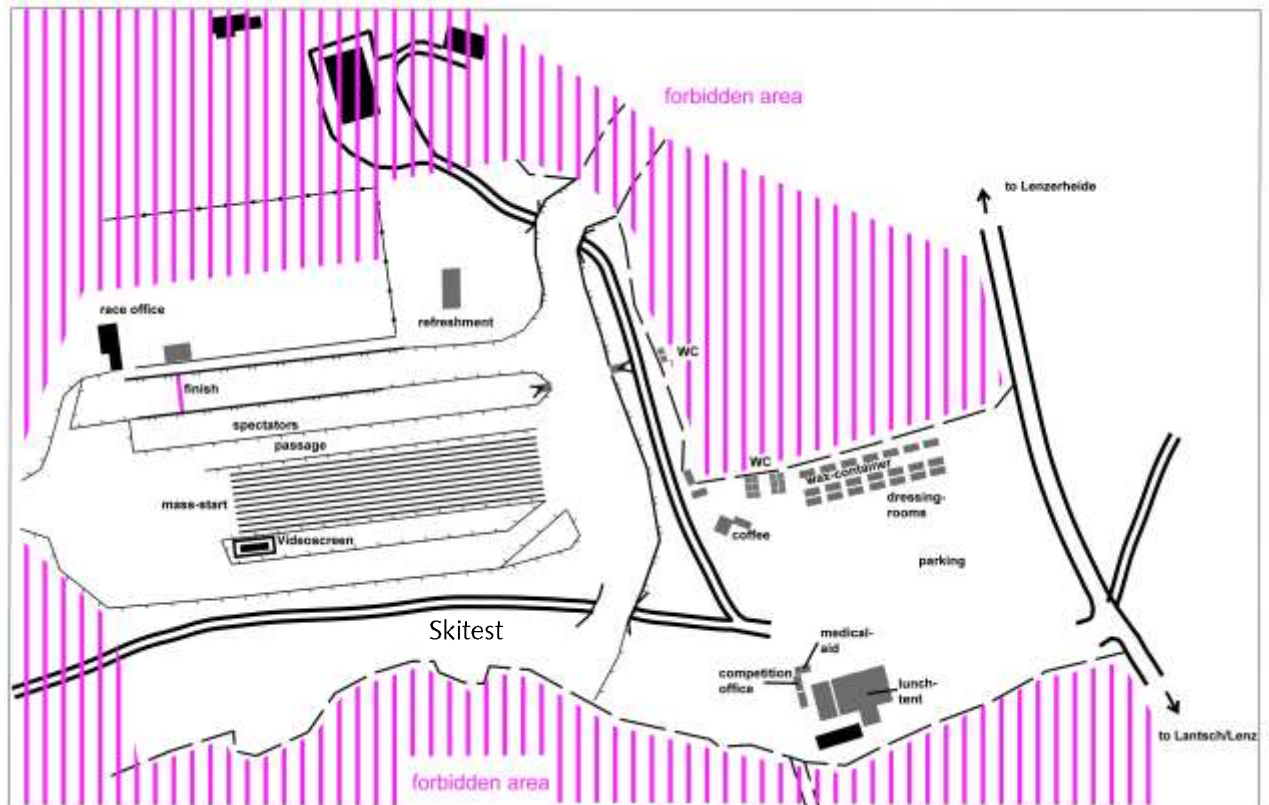 forbidden area
to Lenzerheide
race office
refreshment
WC
finish
spectators
passage
WC
wax-container
mass-start
dressing-
rooms
Videoscreen
coffee
parking
Skitest
medical-
aid
competition
office
lunch-
tent
to Lantsch/Lenz
forbidden area